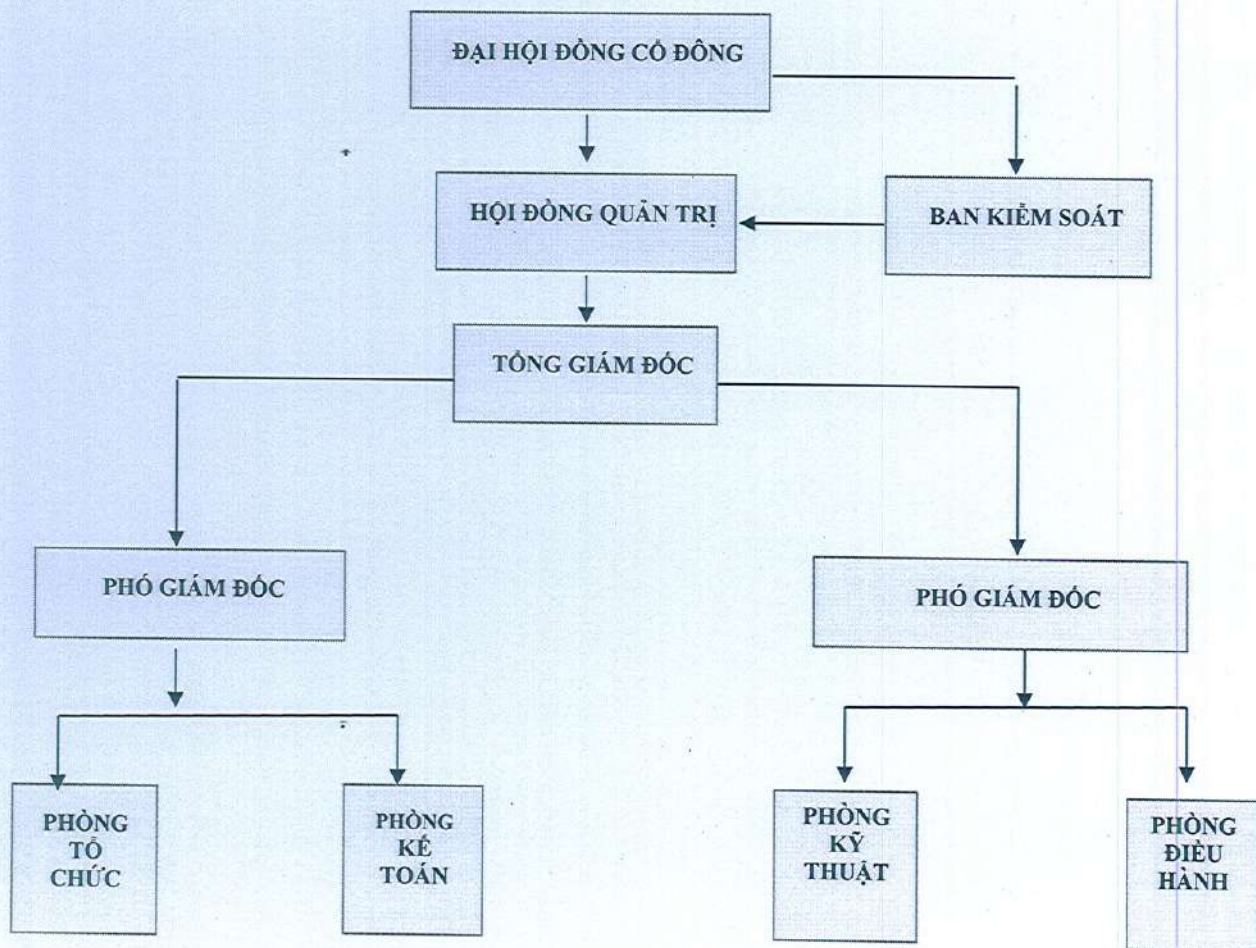 ĐẠI HỘI ĐỒNG CỔ ĐÔNG
HỘI ĐỒNG QUẢN TRỊ
BAN KIỂM SOÁT
TỔNG GIÁM ĐỐC
PHÓ GIÁM ĐỐC
PHÓ GIÁM ĐỐC
PHÒNG
TỔ
CHỨC
PHÒNG
KẾ
TOÁN
PHÒNG
KỸ
THUẬT
PHÒNG
ĐIỀU
HÀNH